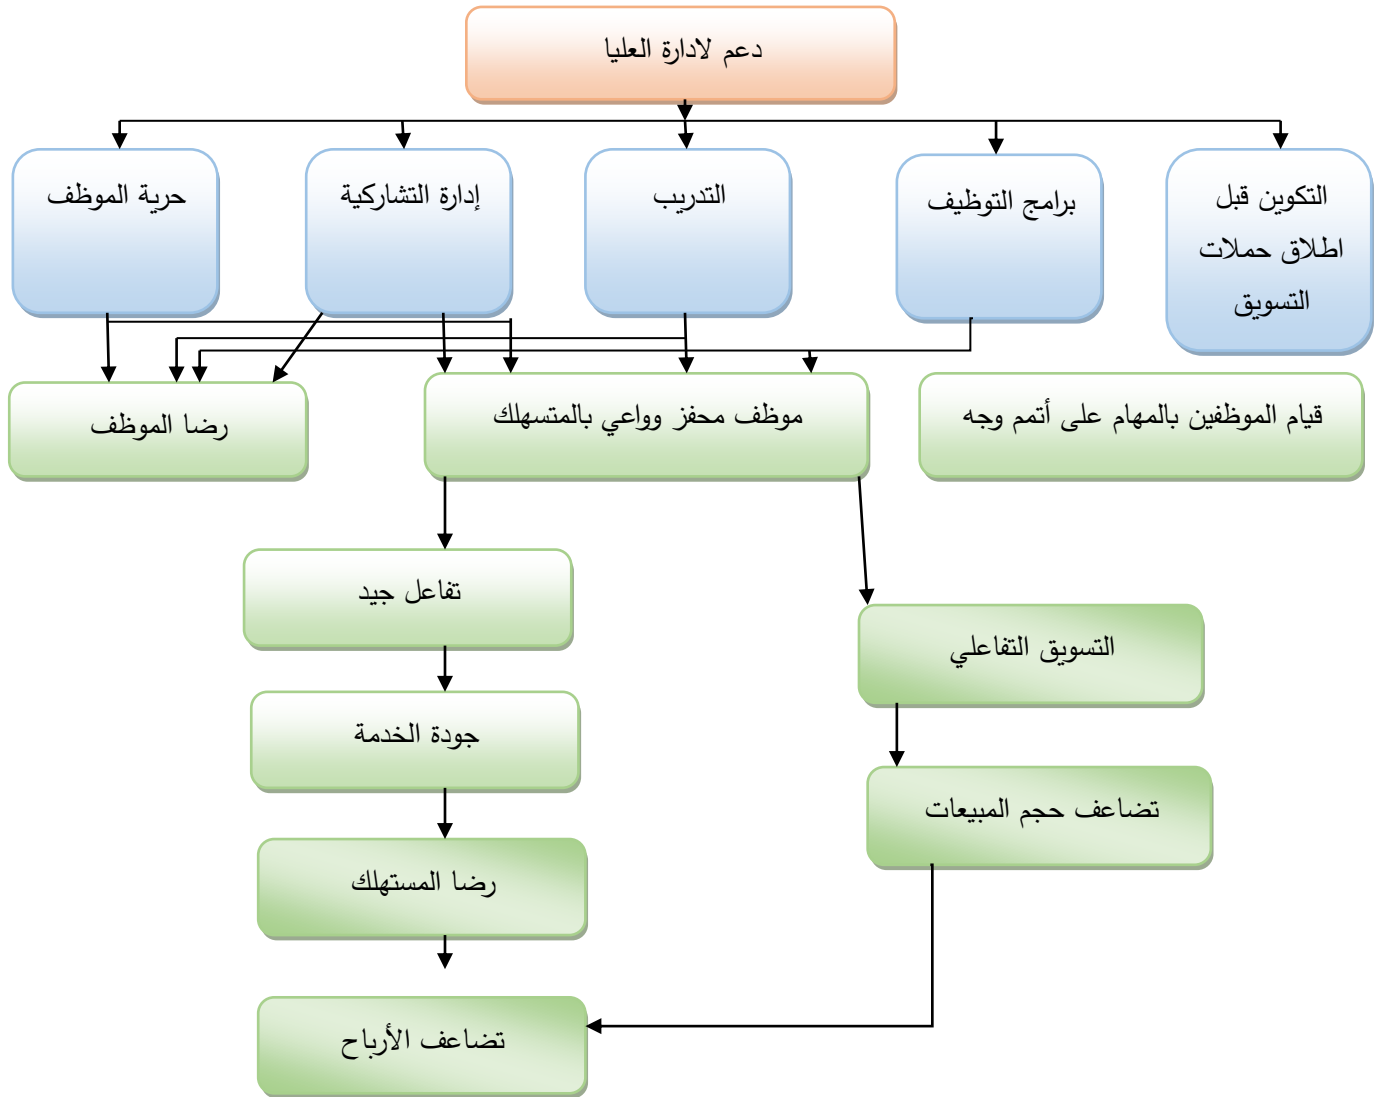 دعم لادارة العليا
التكوين قبل
اطلاق حملات
التسويق
برامج التوظيف
التدريب
إدارة التشاركية
حرية الموظف
قيام الموظفين بالمهام على أتمم وجه
موظف محفز وواعي بالمتسهلك
رضا الموظف
تفاعل جيد
التسويق التفاعلي
جودة الخدمة
تضاعف حجم المبيعات
رضا المستهلك
تضاعف الأرباح